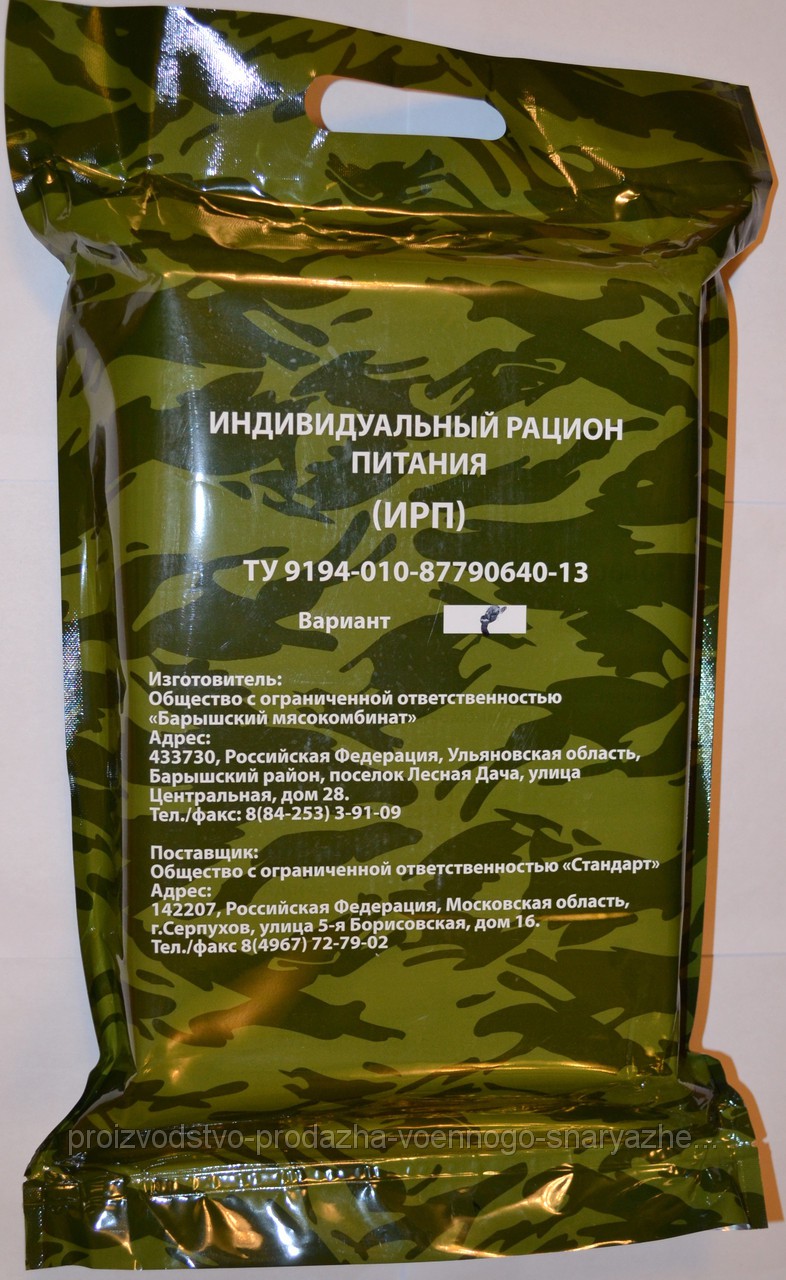 ИНДИВИДУАЛЬНЫЙ РАЦИОН
ПИТАНИЯ
(ИРП)
ТУ 9194-010-87790640-13
Вариант
Изготовитель:
Общество с ограниченной ответственностью
«Барышский мясокомбинат»
Адрес:
433730, Российская Федерация, Ульяновская область,
Барышский район, поселок Лесная Дача, улица
Центральная, дом 28.
Тел./факс: 8(84-253) 3-91-09
Поставщик:
Общество с ограниченной ответственностью «Стандарт»
Адрес:
142207, Российская Федерация, Московская область,
г.Серпухов, улица 5-я Борисовская, дом 16.
Тел./факс 8(4967) 72-79-02
proizvodstvo-prodazha-voennogo-snaryazhe...